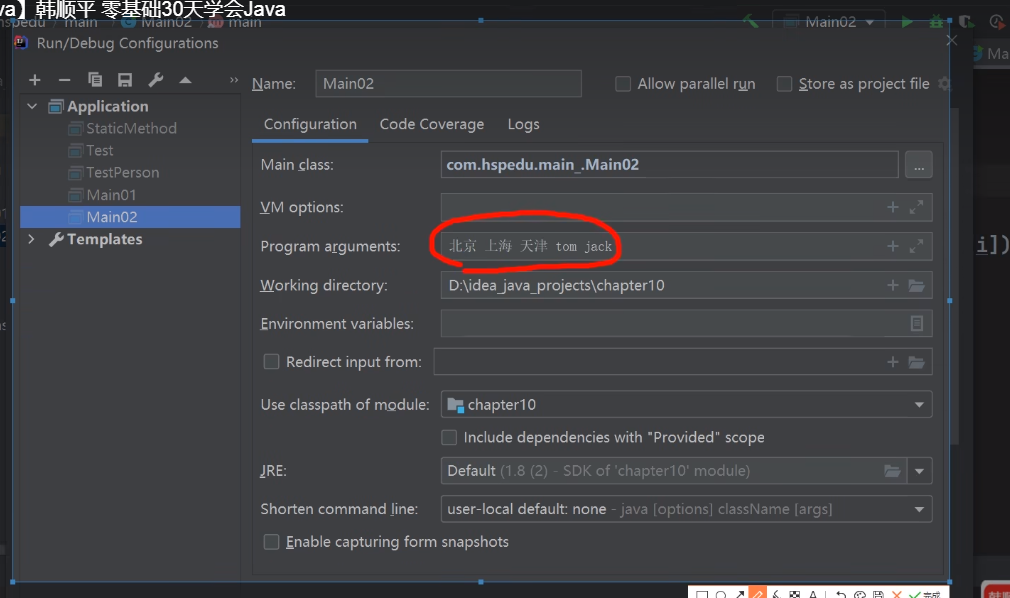 va】韩顺平 零基础30天学会Java
main Main02 main Main02
Run/Debug Configurations
Name: Main02 Allow parallel run Store as project file
Application
StaticMethod
Test
TestPerson
Main01
Main02
Templates
Configuration Code Coverage Logs
Main class: com.hspedu.main_.Main02 ...
VM options:
Program arguments: 北京 上海 天津 tom jack
i])
Working directory: D:\idea_java_projects\chapter10
Environment variables:
Redirect input from:
Use classpath of module: chapter10
Include dependencies with "Provided" scope
JRE: Default (1.8 (2) - SDK of 'chapter10' module)
Shorten command line: user-local default: none - java [options] className [args]
Enable capturing form snapshots
完成